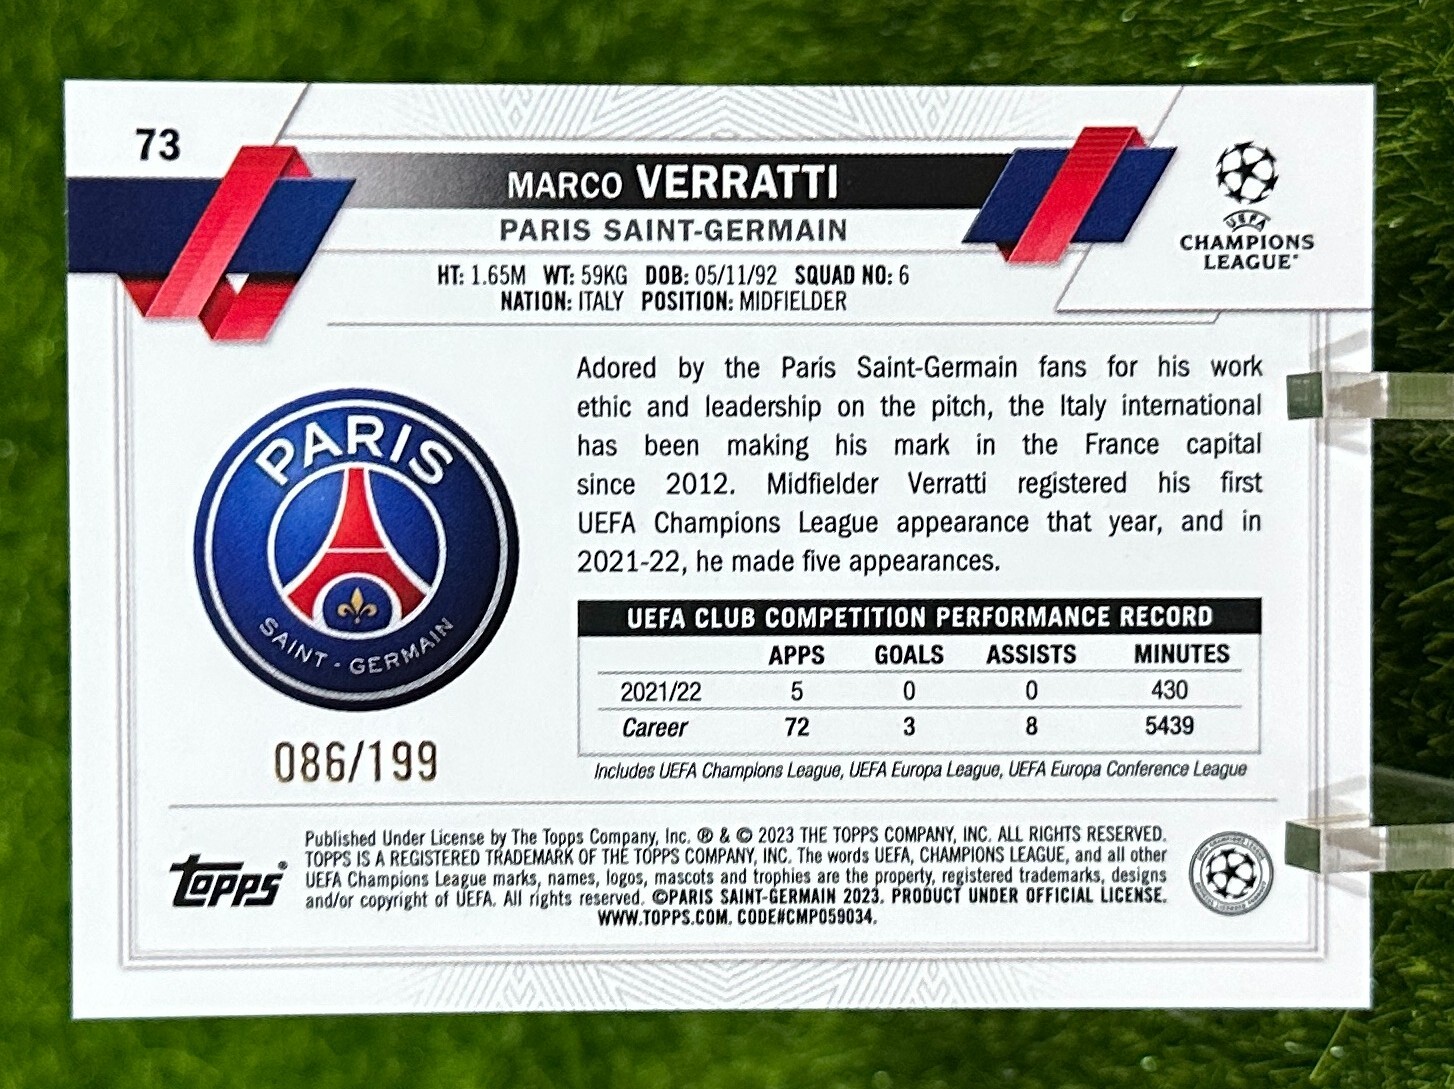 73
MARCO VERRATTI
PARIS SAINT-GERMAIN
UEFA
CHAMPIONS
LEAGUE®
HT: 1.65M WT: 59KG DOB: 05/11/92 SQUAD NO: 6
NATION: ITALY POSITION: MIDFIELDER
Adored by the Paris Saint-Germain fans for his work
ethic and leadership on the pitch, the Italy international
has been making his mark in the France capital
since 2012. Midfielder Verratti registered his first
UEFA Champions League appearance that year, and in
2021-22, he made five appearances.
PARIS
SAINT-GERMAIN
UEFA CLUB COMPETITION PERFORMANCE RECORD
APPS GOALS ASSISTS MINUTES
2021/22 5 0 0 430
Career 72 3 8 5439
Includes UEFA Champions League, UEFA Europa League, UEFA Europa Conference League
086/199
Topps®
Published Under License by The Topps Company, Inc. ® & © 2023 THE TOPPS COMPANY, INC. ALL RIGHTS RESERVED.
TOPPS IS A REGISTERED TRADEMARK OF THE TOPPS COMPANY, INC. The words UEFA, CHAMPIONS LEAGUE, and all other
UEFA Champions League marks, names, logos, mascots and trophies are the property, registered trademarks, designs
and/or copyright of UEFA. All rights reserved. ©PARIS SAINT-GERMAIN 2023. PRODUCT UNDER OFFICIAL LICENSE.
WWW.TOPPS.COM. CODE#CMP059034.